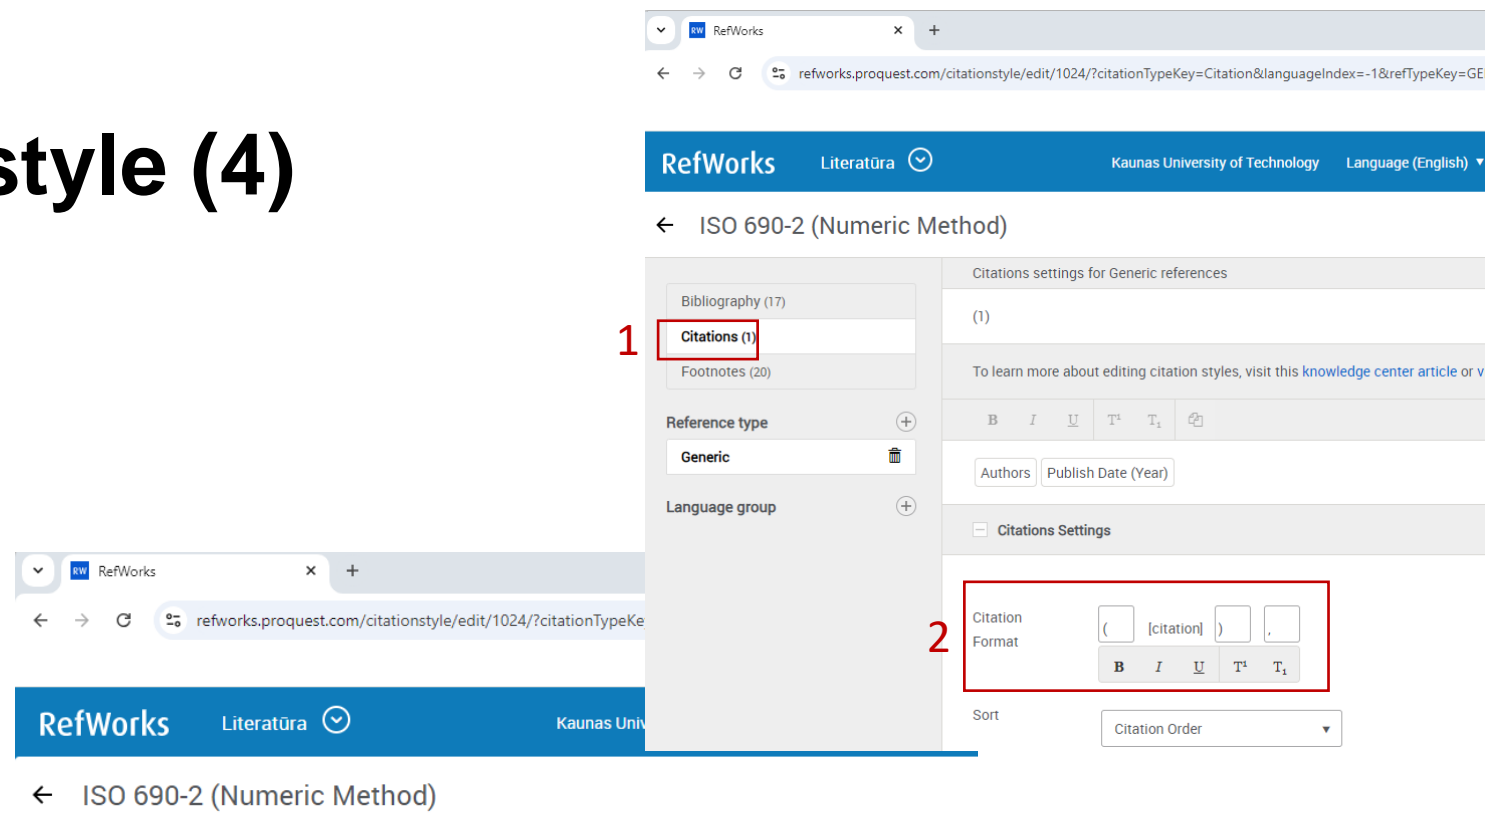 style (4)
RefWorks
refworks.proquest.com/citationstyle/edit/1024/?citationTypeKey=Citation&languageIndex=-1&refTypeKey=GE
RefWorks Literatūra Kaunas University of Technology Language (English)
ISO 690-2 (Numeric Method)
Bibliography (17)
1 Citations (1)
Footnotes (20)
Reference type
Generic
Language group
Citations settings for Generic references
(1)
To learn more about editing citation styles, visit this knowledge center article or v
B I U T¹ T₁
Authors Publish Date (Year)
Citations Settings
2 Citation
Format
( |citation| ) ,
B I U T¹ T₁
Sort Citation Order
RefWorks
refworks.proquest.com/citationstyle/edit/1024/?citationTypeKe
RefWorks Literatūra Kaunas Univ
ISO 690-2 (Numeric Method)